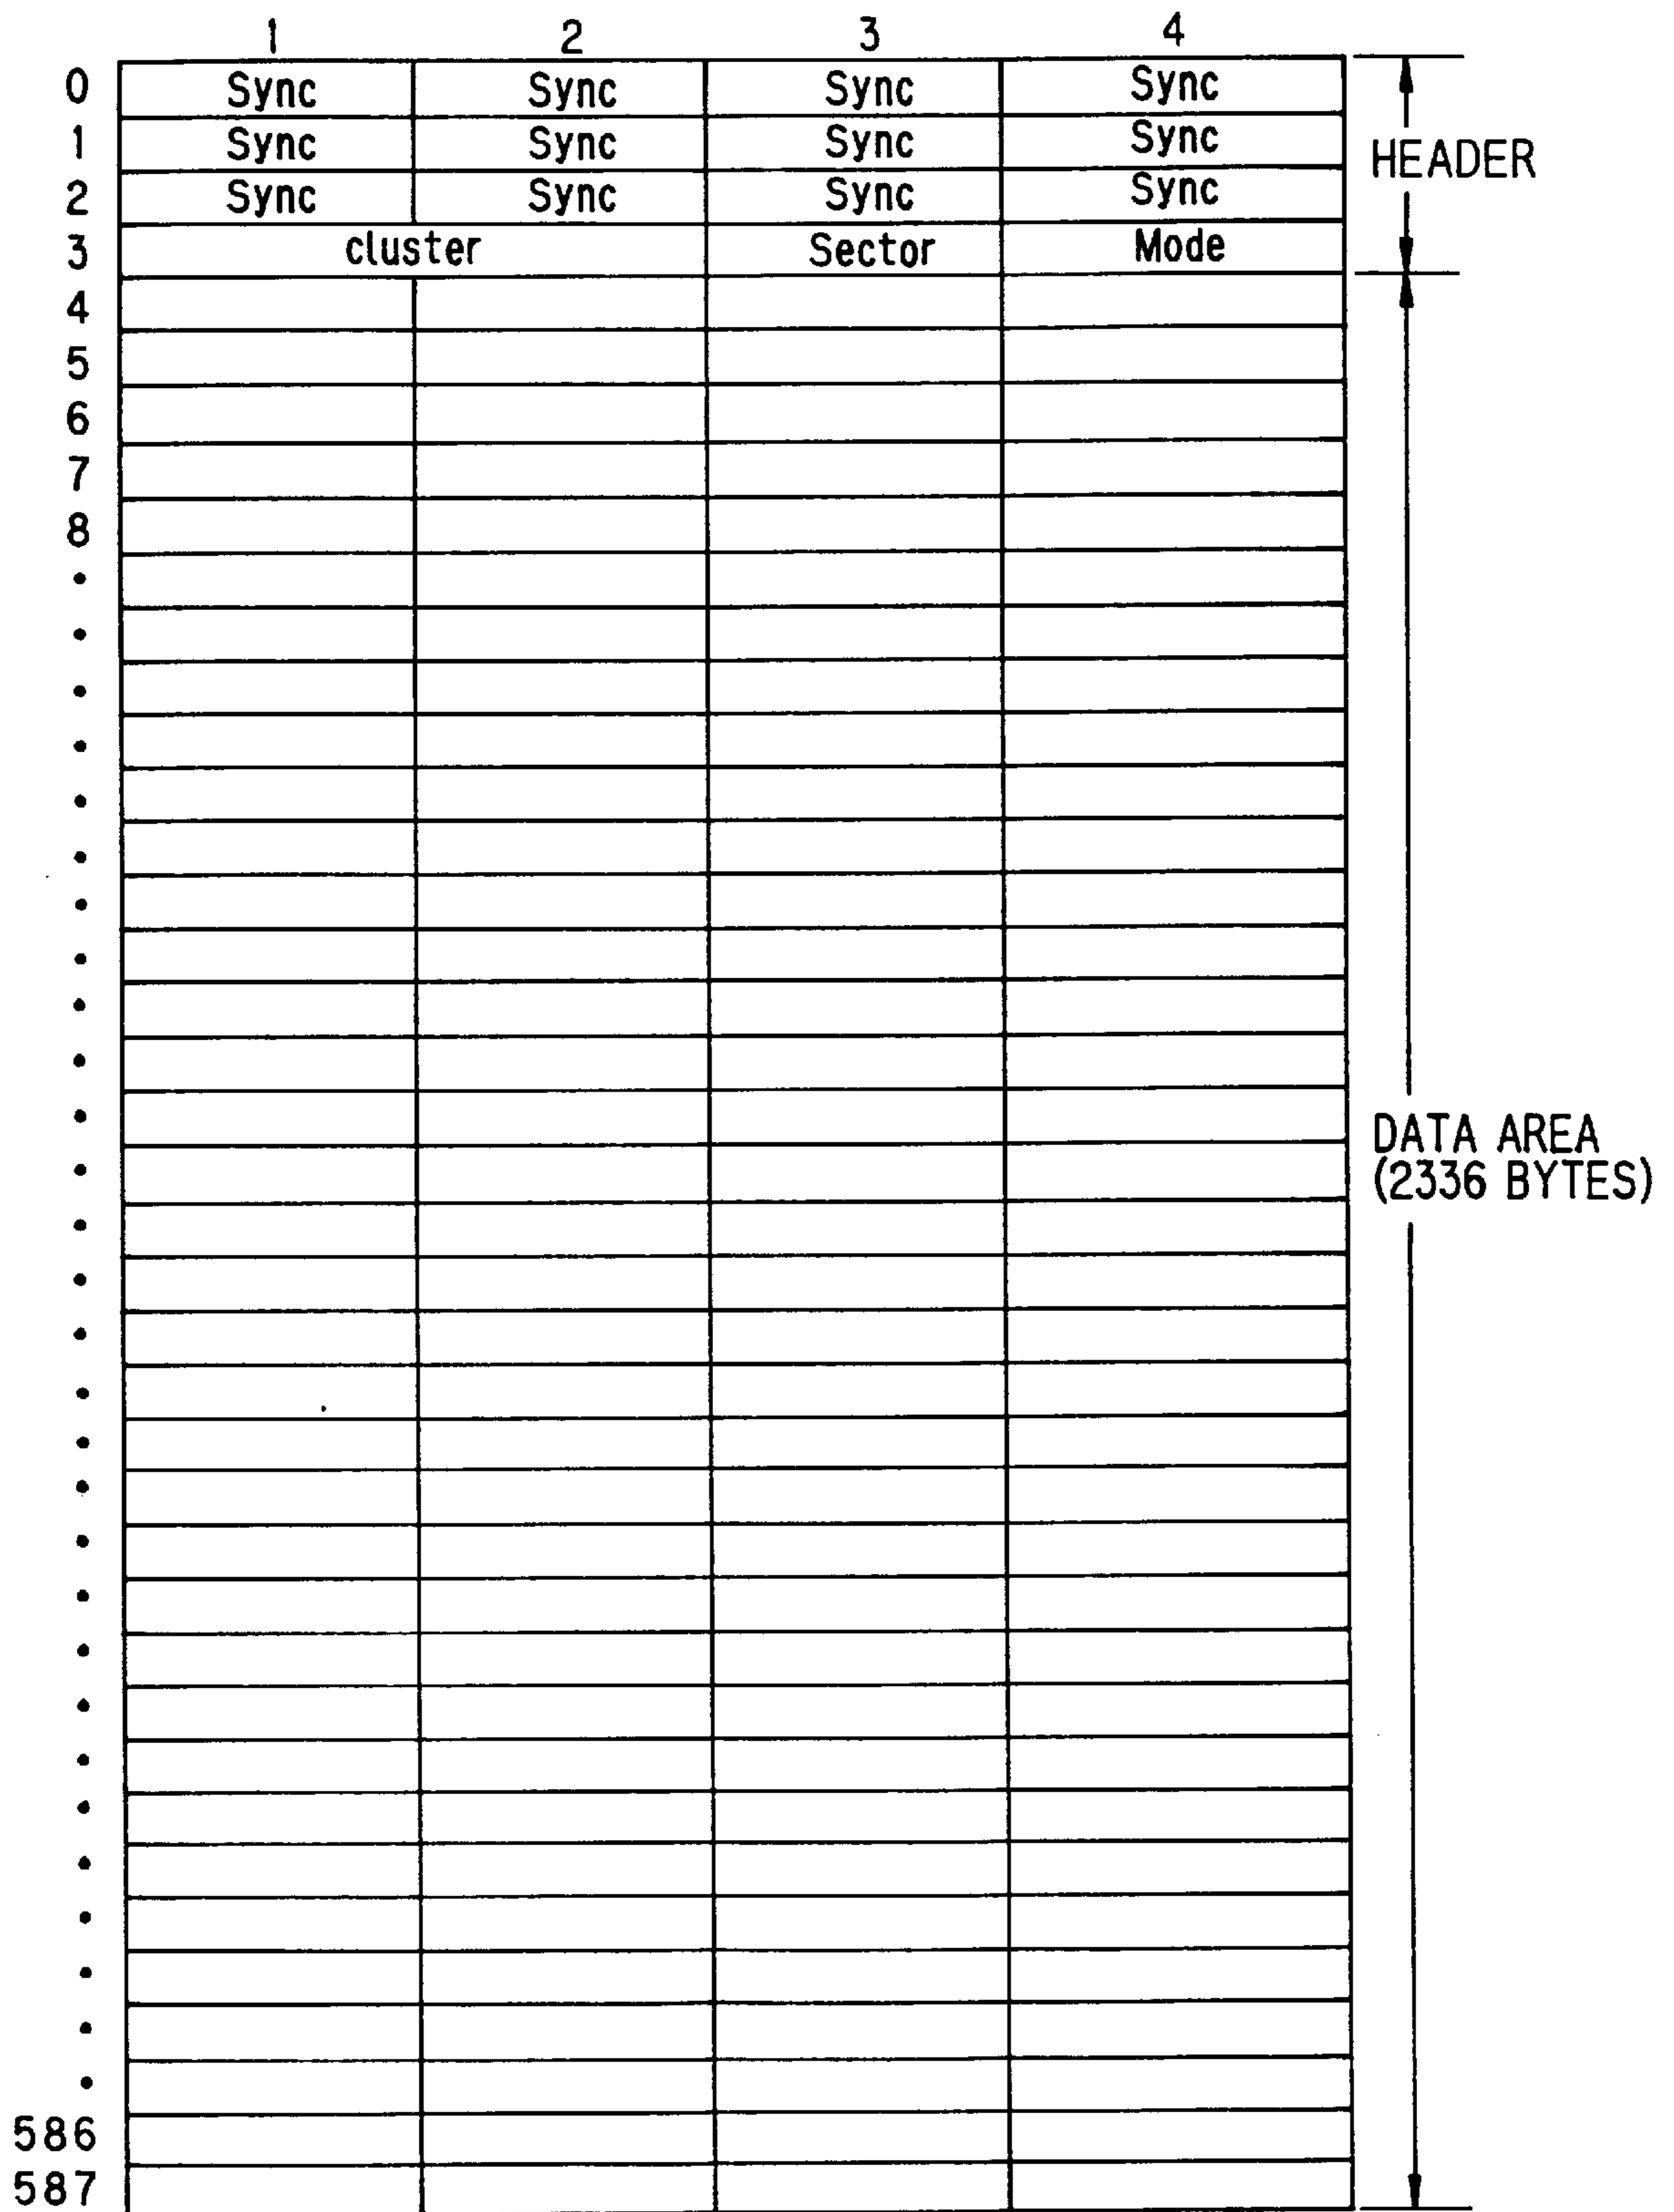 1 2 3 4
0 Sync Sync Sync Sync
1 Sync Sync Sync Sync
HEADER
2 Sync Sync Sync Sync
3 cluster Sector Mode
4
5
6
7
8
DATA AREA
(2336 BYTES)
586
587